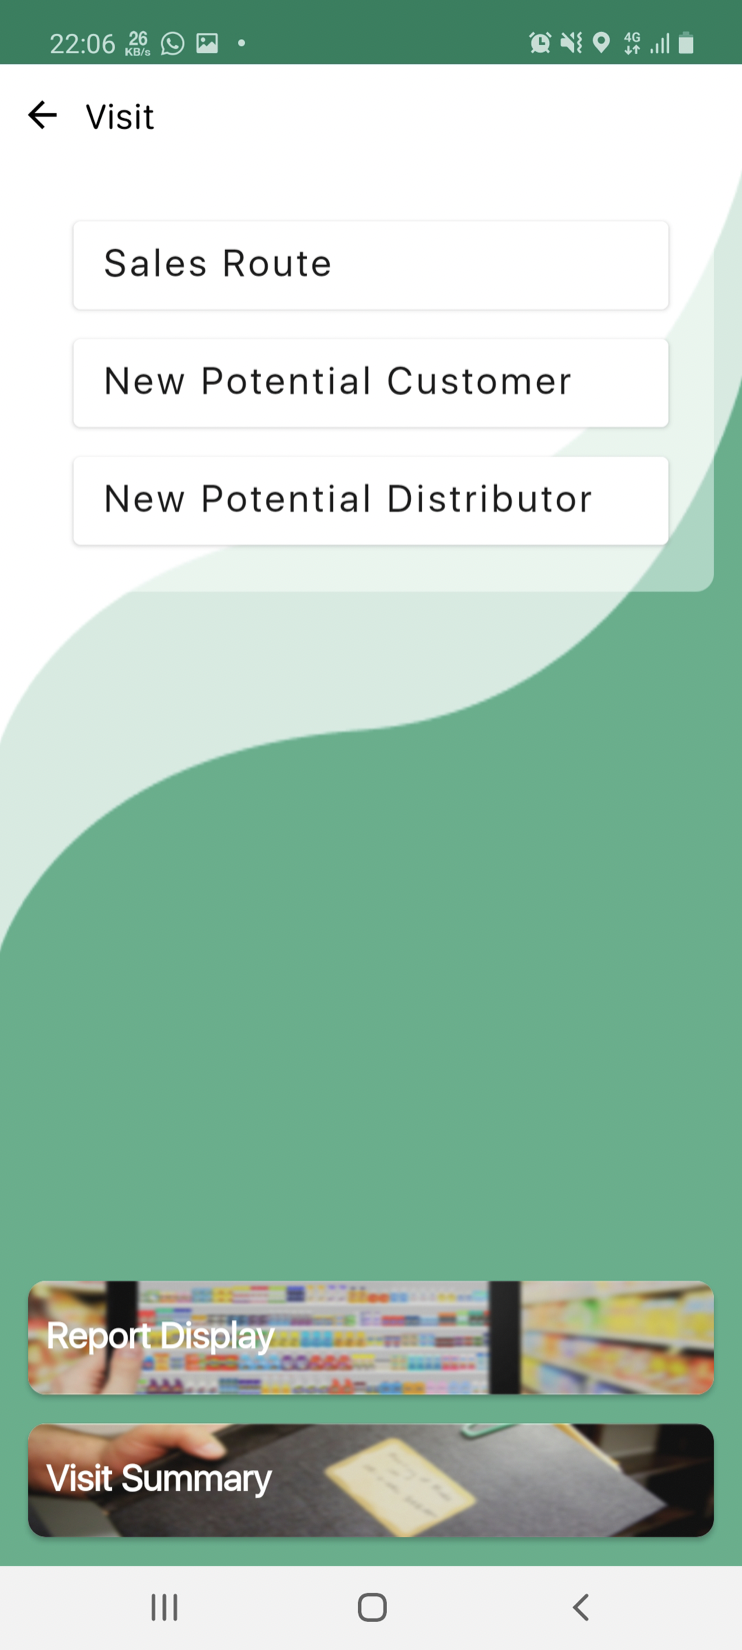 22:06 26 KB/s 4G
Visit
Sales Route
New Potential Customer
New Potential Distributor
Report Display
Visit Summary